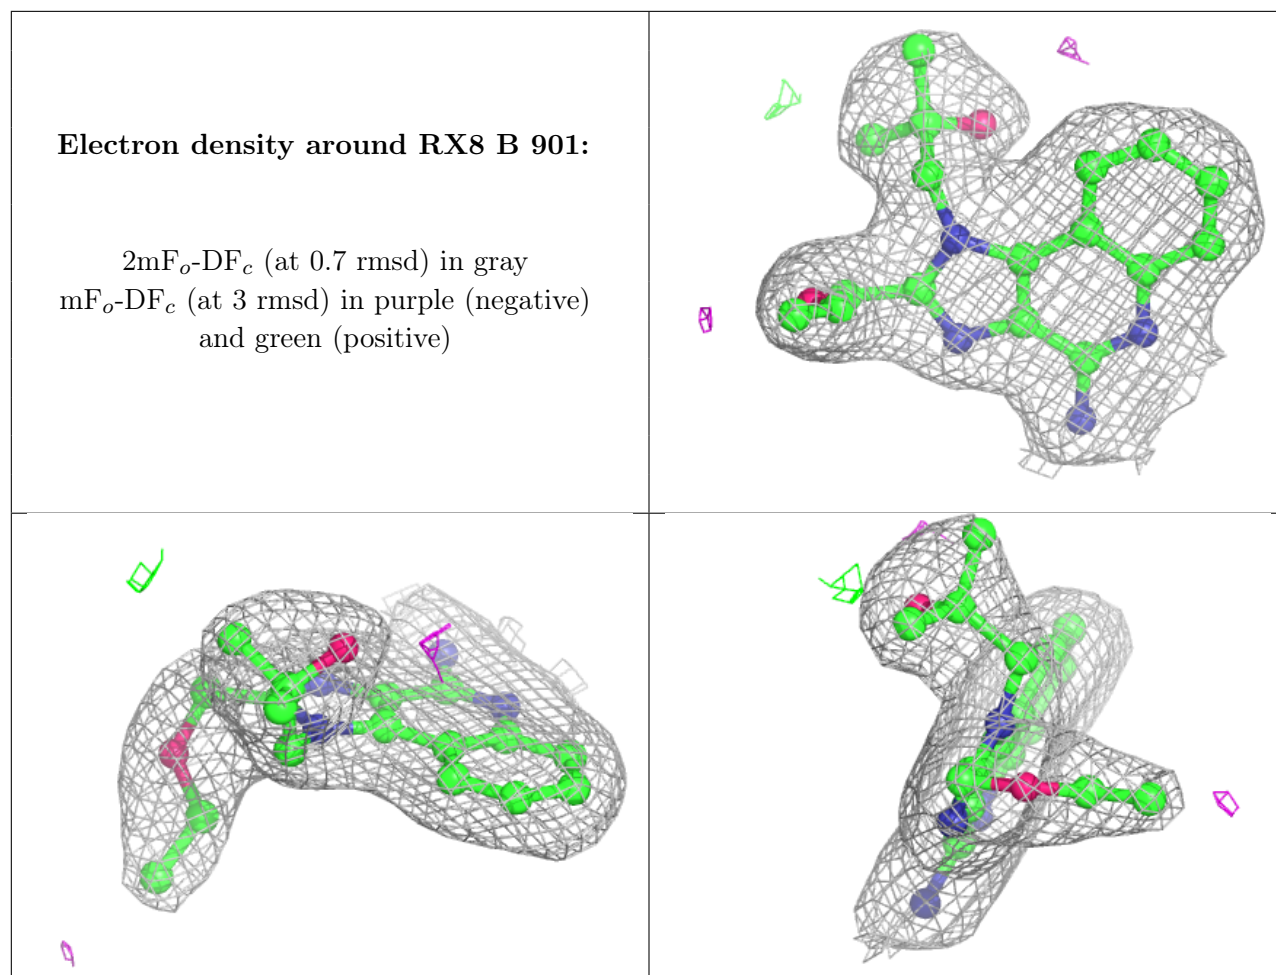 Electron density around RX8 B 901:
2mFo-DFc (at 0.7 rmsd) in gray
mFo-DFc (at 3 rmsd) in purple (negative)
and green (positive)